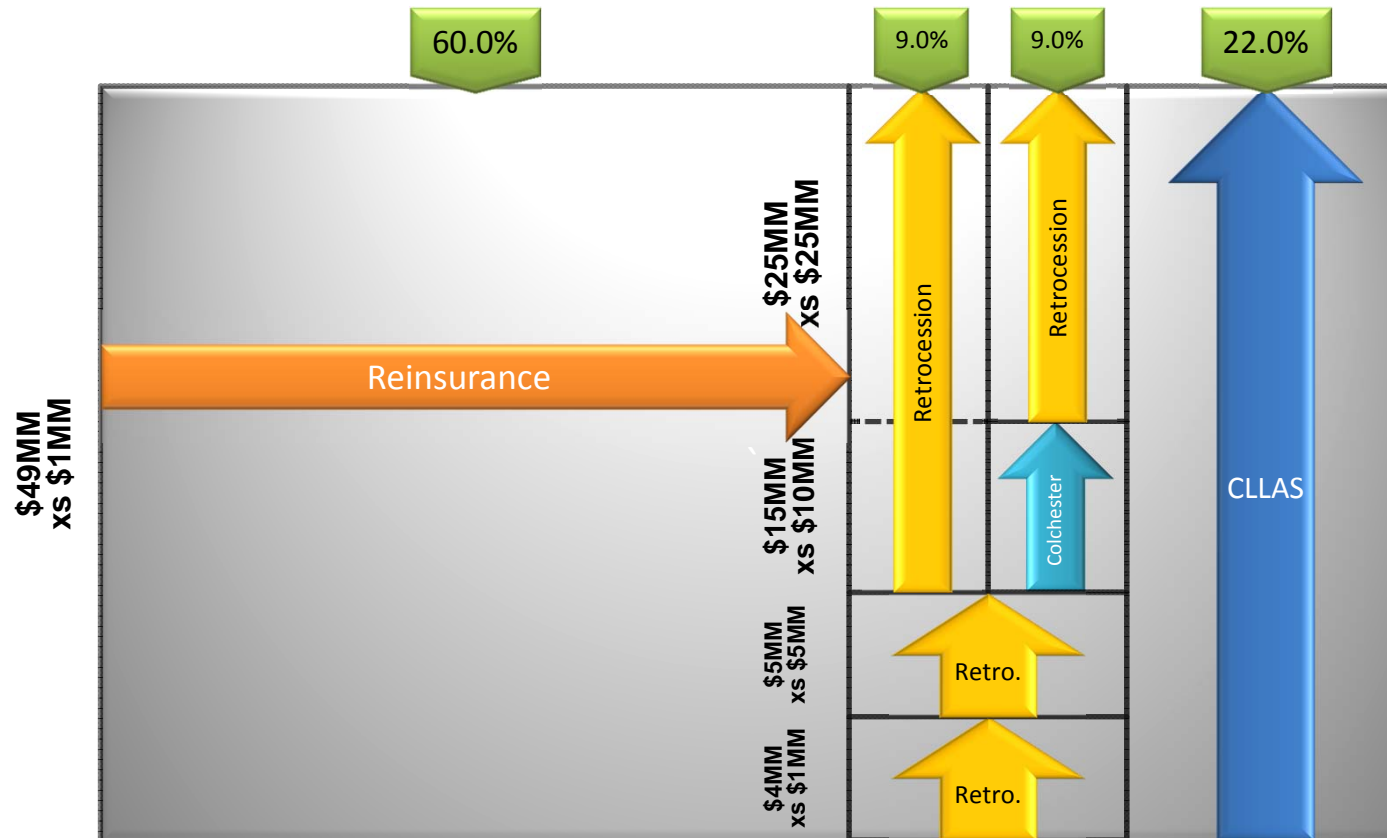 60.0%
9.0%
9.0%
22.0%
$25MM
xs $25MM
Retrocession
Retrocession
Reinsurance
$49MM
xs $1MM
`
$15MM
xs $10MM
Colchester
CLLAS
$5MM
xs $5MM
Retro.
$4MM
xs $1MM
Retro.